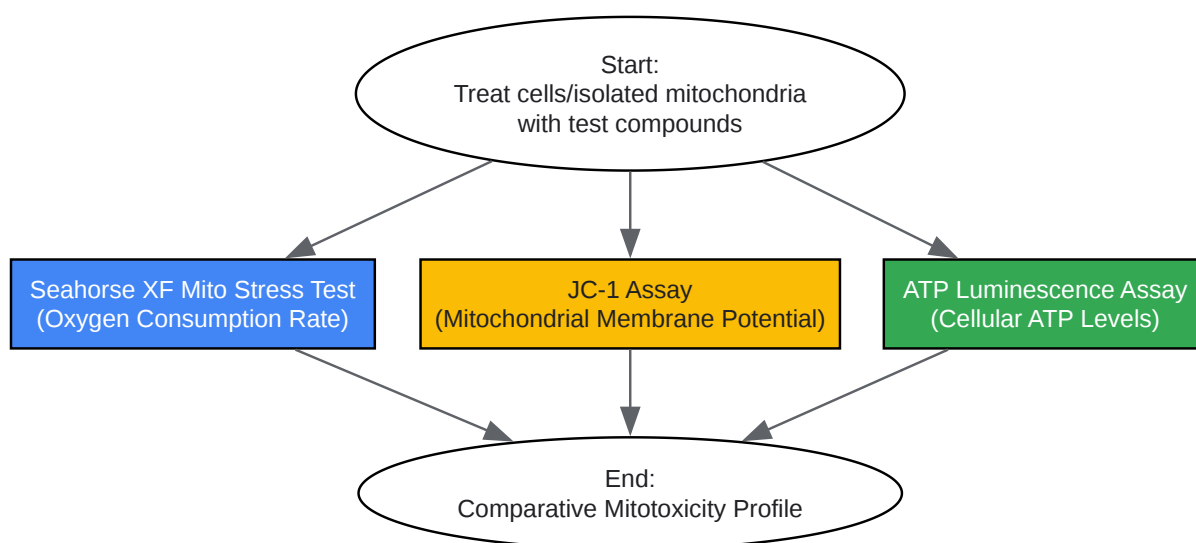 Start:
Treat cells/isolated mitochondria
with test compounds
Seahorse XF Mito Stress Test
(Oxygen Consumption Rate)
JC-1 Assay
(Mitochondrial Membrane Potential)
ATP Luminescence Assay
(Cellular ATP Levels)
End:
Comparative Mitotoxicity Profile